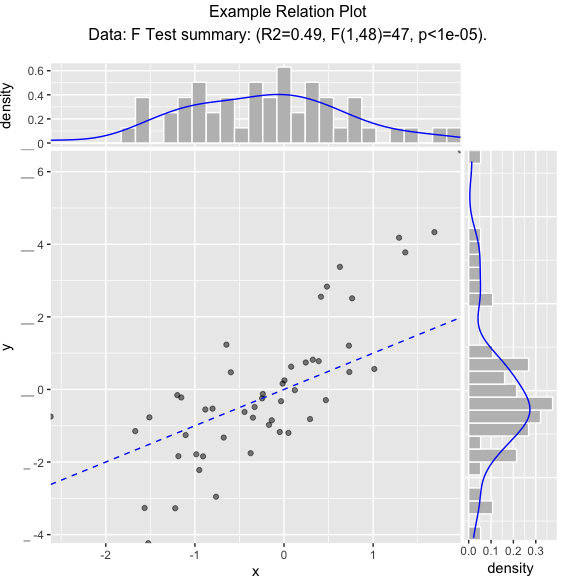 Example Relation Plot
Data: F Test summary: (R2=0.49, F(1,48)=47, p<1e-05).
density
0.6
0.4
0.2
0
y
6
4
2
0
−2
−4
-2
-1
0
1
x
0.0 0.1 0.2 0.3
density